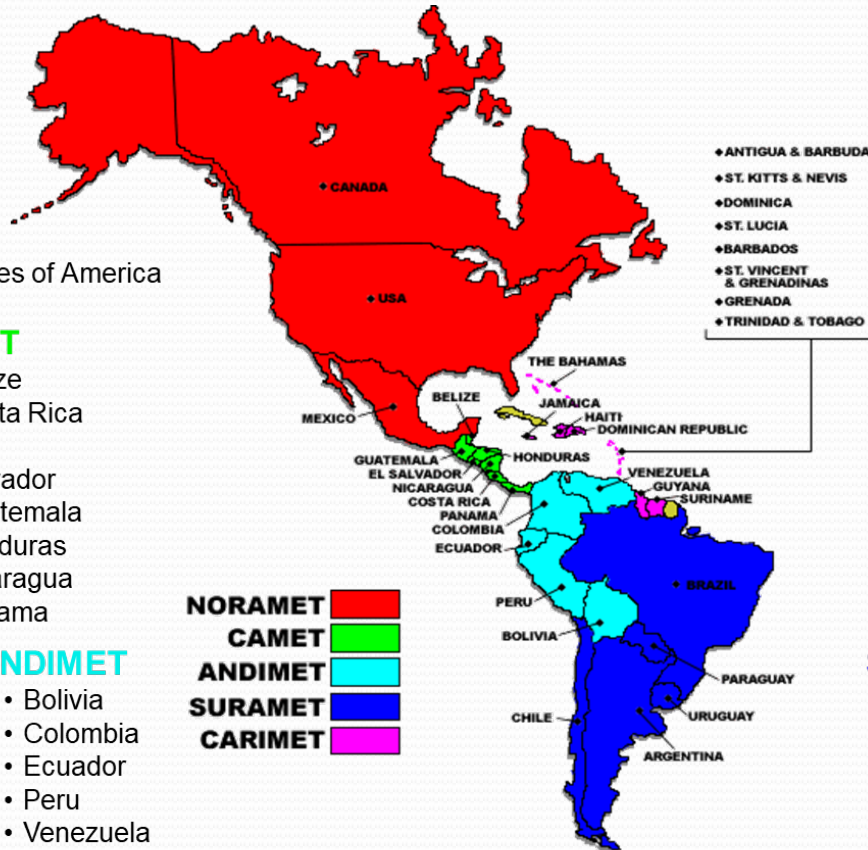 es of America
T
ze
ta Rica
rador
temala
duras
aragua
ama
NDIMET
• Bolivia
• Colombia
• Ecuador
• Peru
• Venezuela
CANADA
USA
MEXICO
BELIZE
GUATEMALA
EL SALVADOR
NICARAGUA
COSTA RICA
PANAMA
COLOMBIA
ECUADOR
PERU
BOLIVIA
CHILE
THE BAHAMAS
JAMAICA
HAITI
DOMINICAN REPUBLIC
HONDURAS
VENEZUELA
GUYANA
SURINAME
BRAZIL
PARAGUAY
URUGUAY
ARGENTINA
ANTIGUA & BARBUDA
ST. KITTS & NEVIS
DOMINICA
ST. LUCIA
BARBADOS
ST. VINCENT
& GRENADINAS
GRENADA
TRINIDAD & TOBAGO
NORAMET
CAMET
ANDIMET
SURAMET
CARIMET